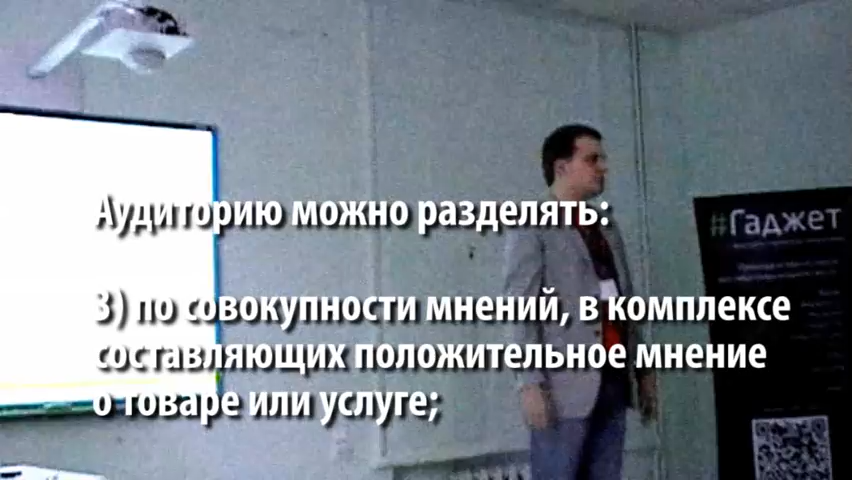 Аудиторию можно разделять:
#Гаджет
3) по совокупности мнений, в комплексе
составляющих положительное мнение
о товаре или услуге;